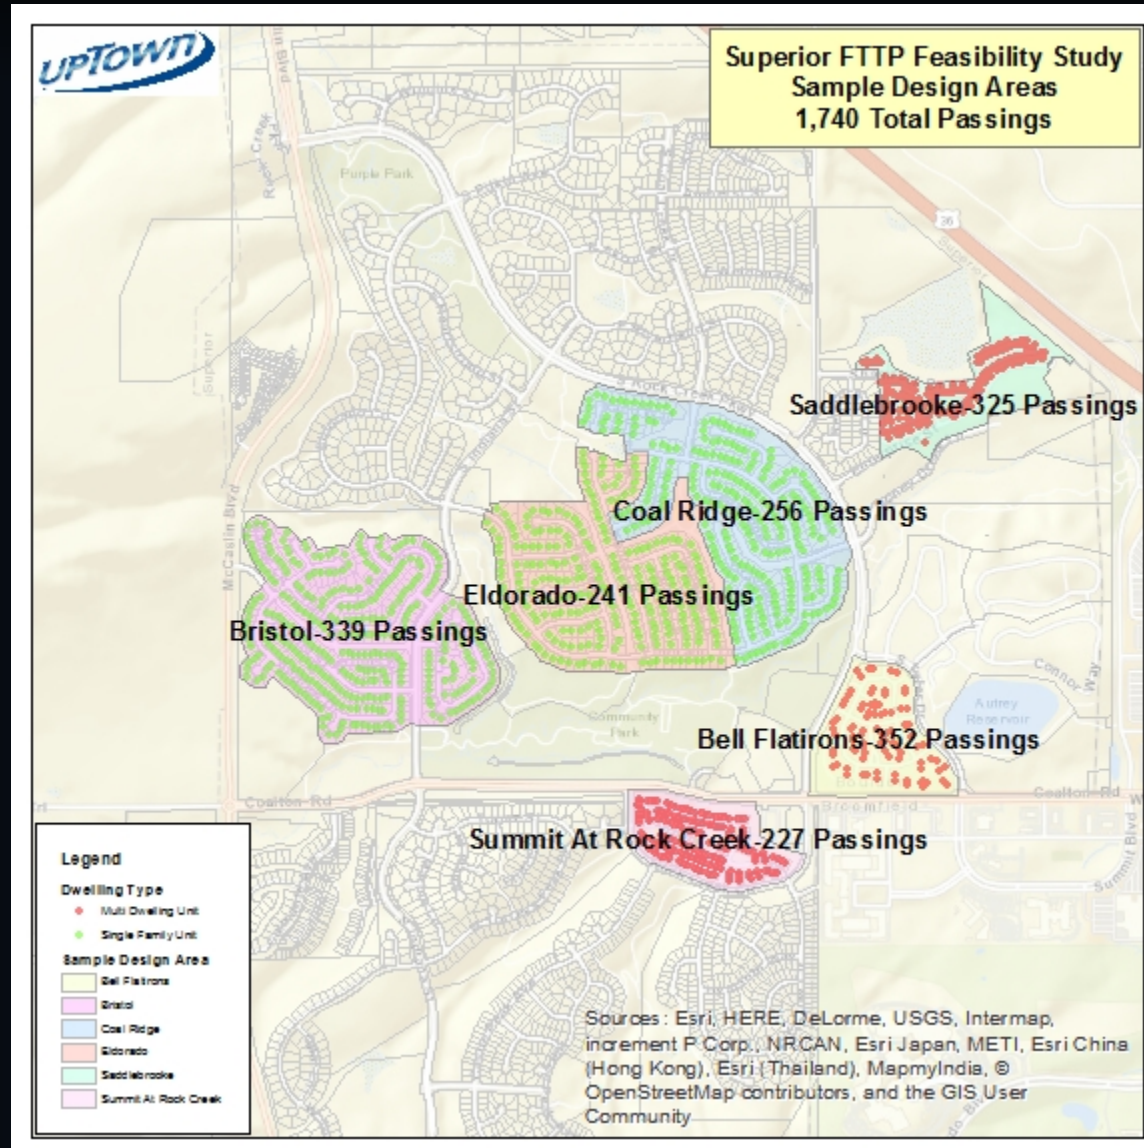 UPTOWN
Superior FTTP Feasibility Study
Sample Design Areas
1,740 Total Passings
Purple Park
36
Superior
Superior
McCaslin Blvd
Saddlebrooke-325 Passings
Coal Ridge-256 Passings
Eldorado-241 Passings
Bristol-339 Passings
Connor
Way
Autrey
Reservoir
Community
Park
Bell Flatirons-352 Passings
Coalton Rd
Coalton Rd
Broomfield
Summit At Rock Creek-227 Passings
Summit Blvd
Legend
Dwelling Type
Multi Dwelling Unit
Single Family Unit
Sample Design Area
Bell Flatirons
Bristol
Coal Ridge
Eldorado
Saddlebrooke
Summit At Rock Creek
Sources: Esri, HERE, DeLorme, USGS, Intermap,
increment P Corp., NRCAN, Esri Japan, METI, Esri China
(Hong Kong), Esri (Thailand), MapmyIndia, ©
OpenStreetMap contributors, and the GIS User
Community